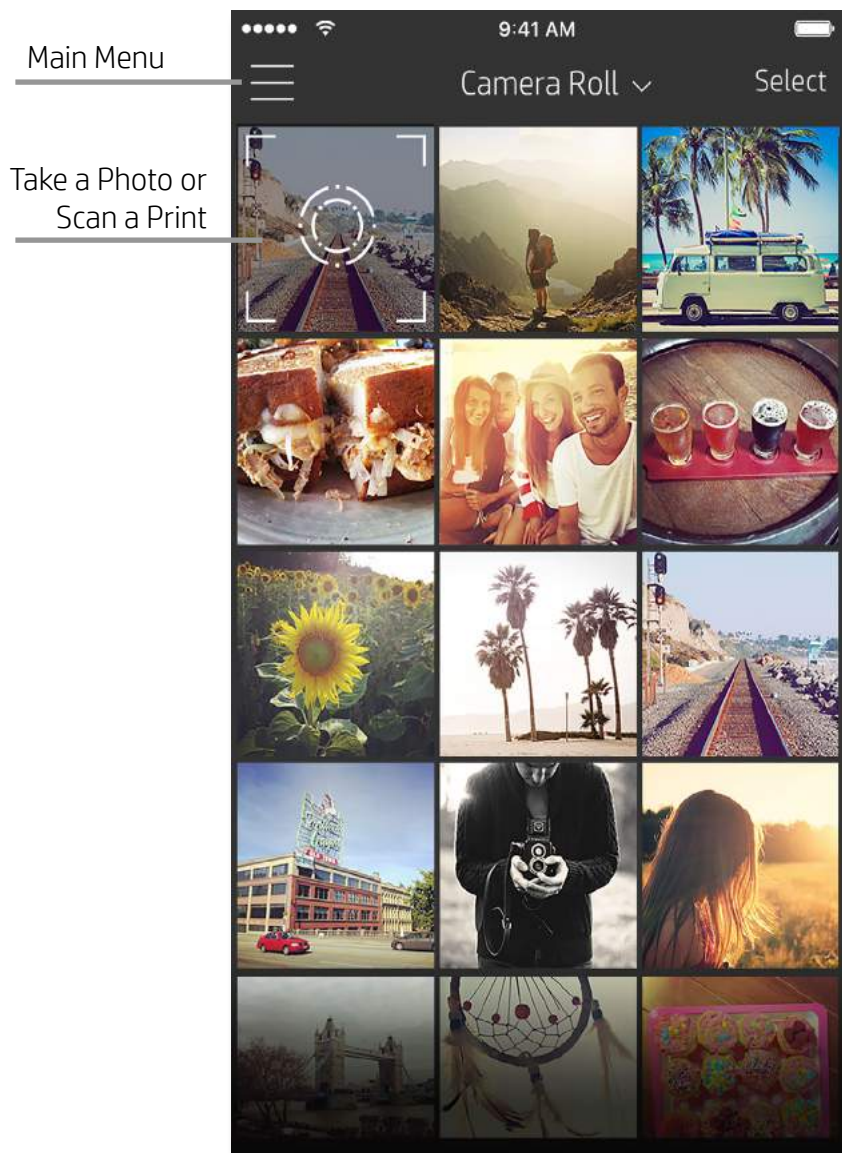 9:41 AM
Main Menu
Camera Roll
Select
Take a Photo or
Scan a Print